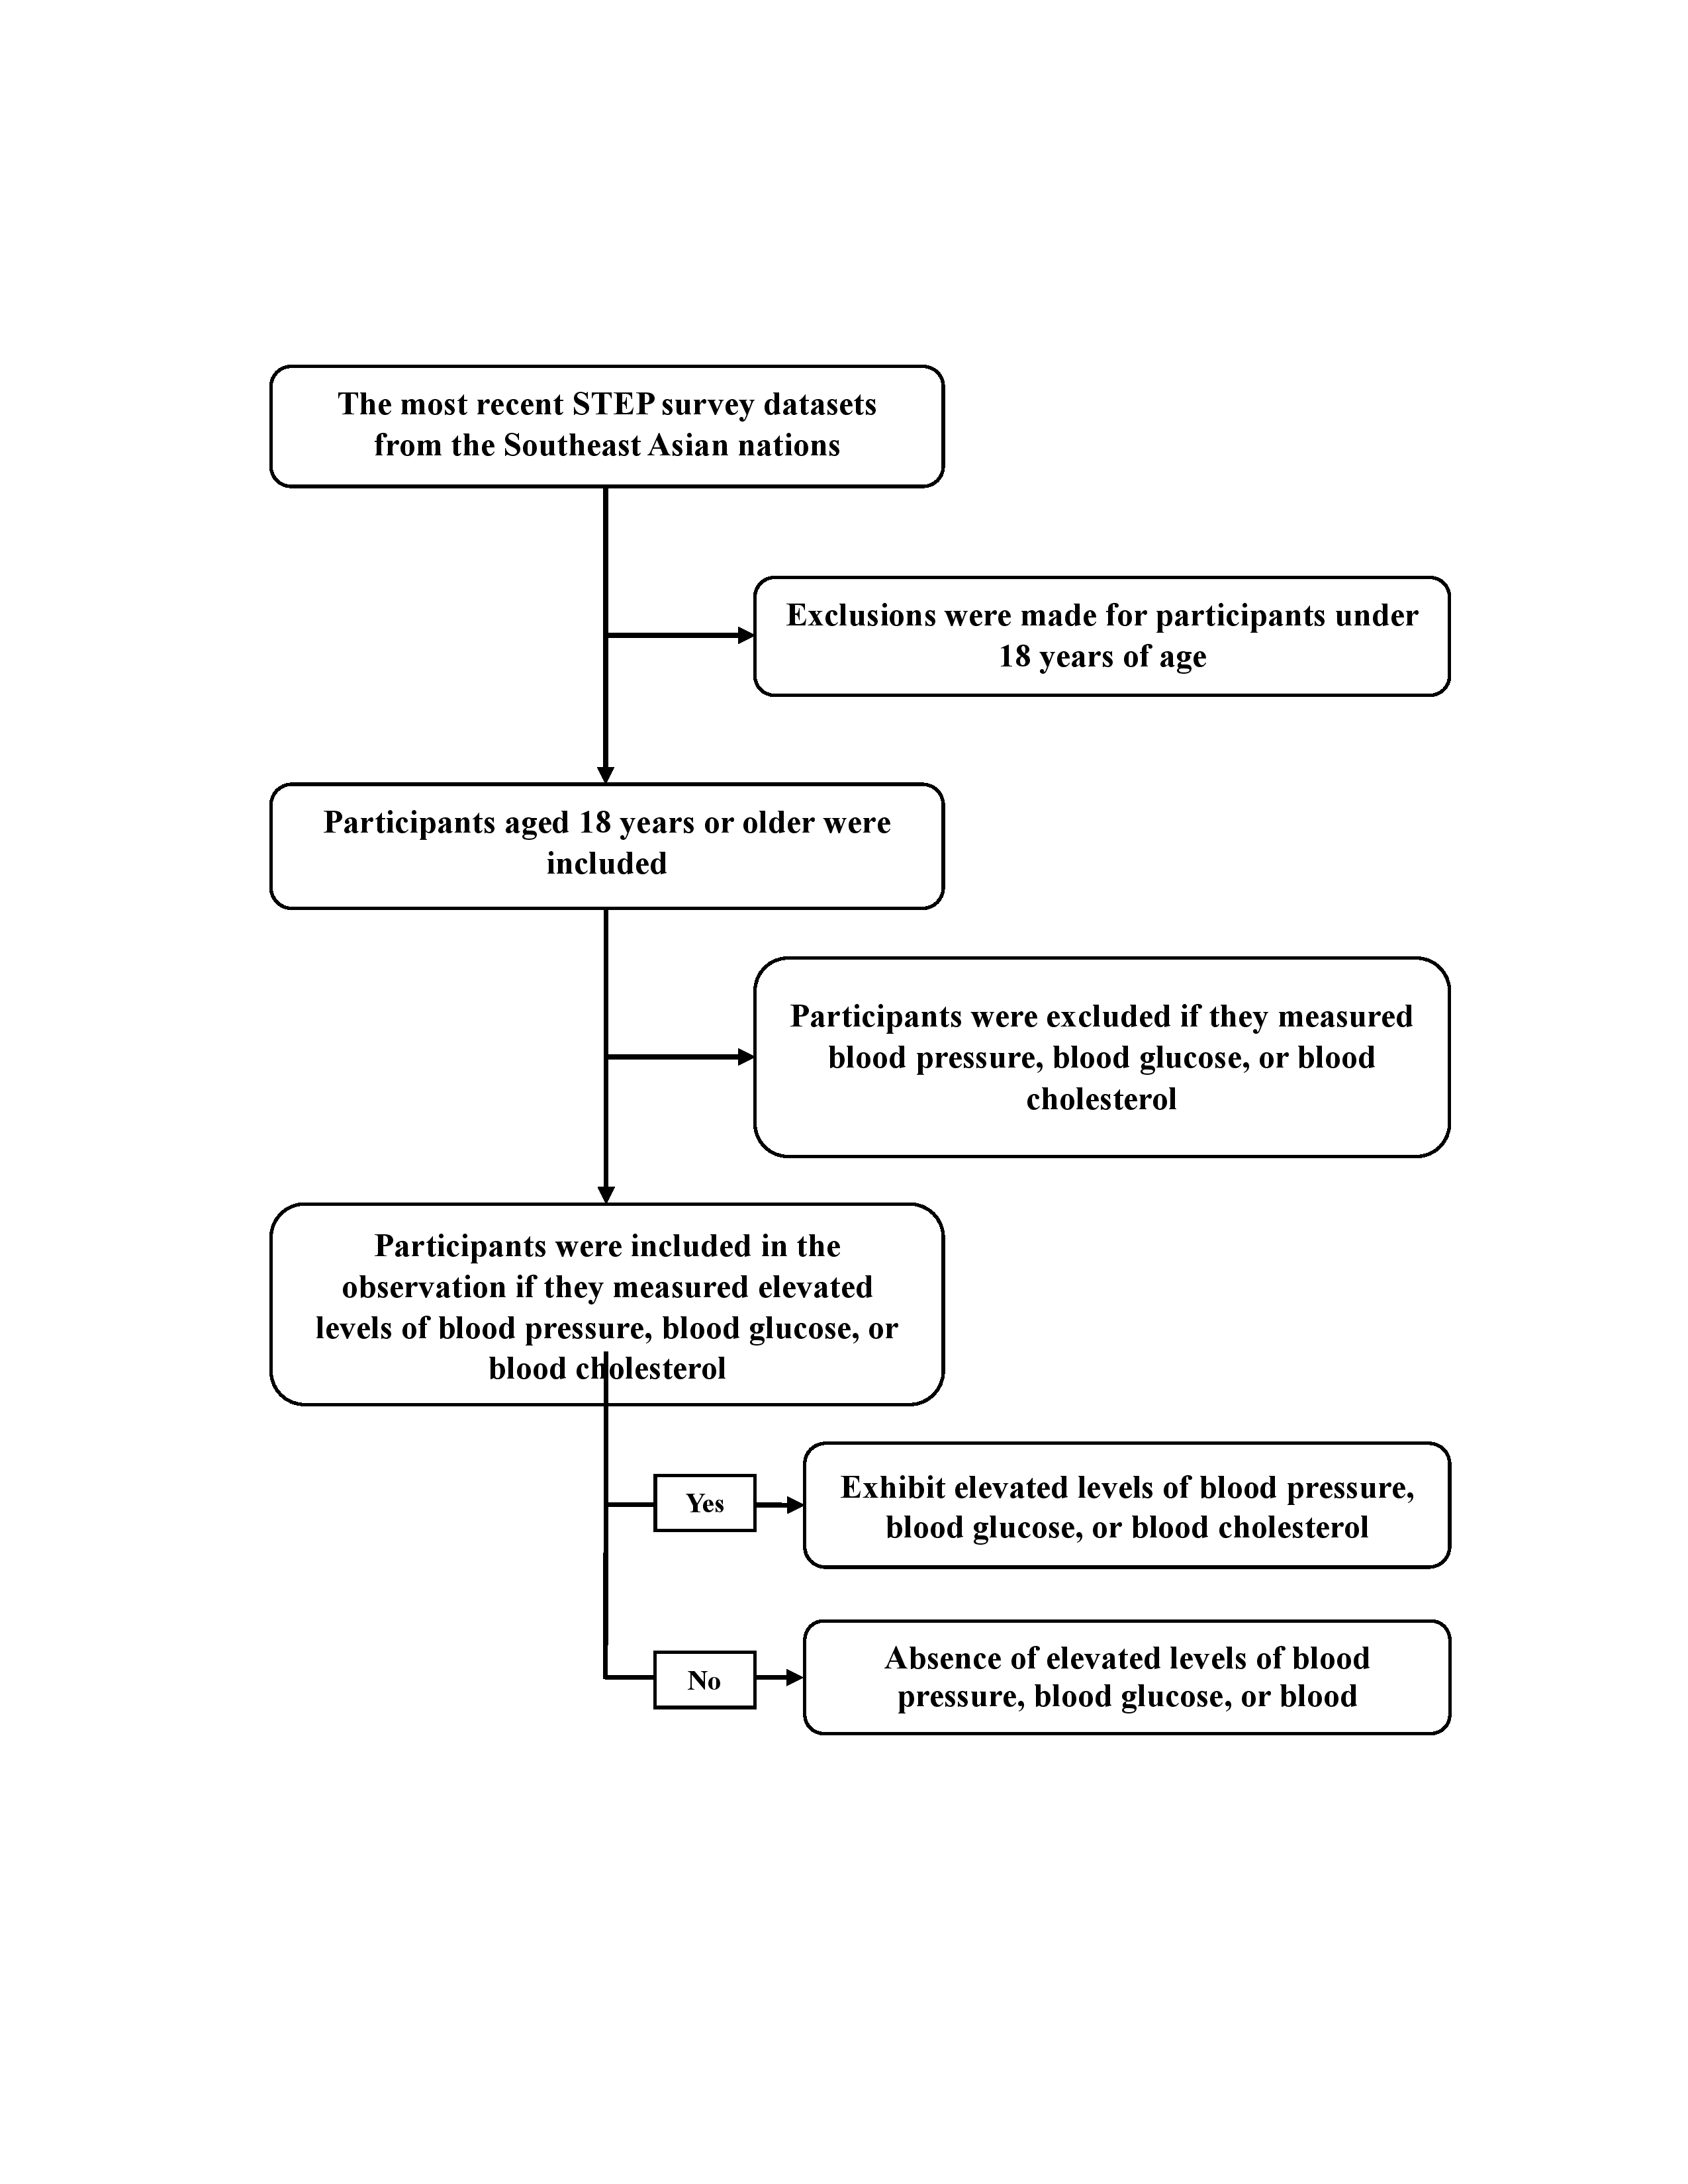 The most recent STEP survey datasets
from the Southeast Asian nations
Exclusions were made for participants under
18 years of age
Participants aged 18 years or older were
included
Participants were excluded if they measured
blood pressure, blood glucose, or blood
cholesterol
Participants were included in the
observation if they measured elevated
levels of blood pressure, blood glucose, or
blood cholesterol
Yes
Exhibit elevated levels of blood pressure,
blood glucose, or blood cholesterol
No
Absence of elevated levels of blood
pressure, blood glucose, or blood